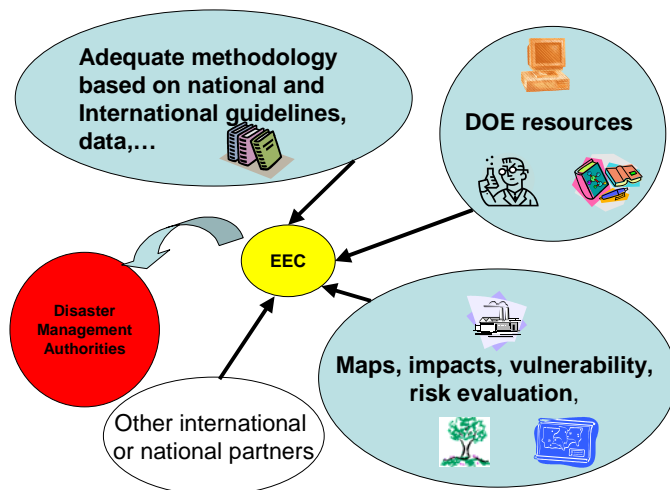 Adequate methodology
based on national and
International guidelines,
data,…
DOE resources
EEC
Disaster
Management
Authorities
Maps, impacts, vulnerability,
risk evaluation,
Other international
or national partners